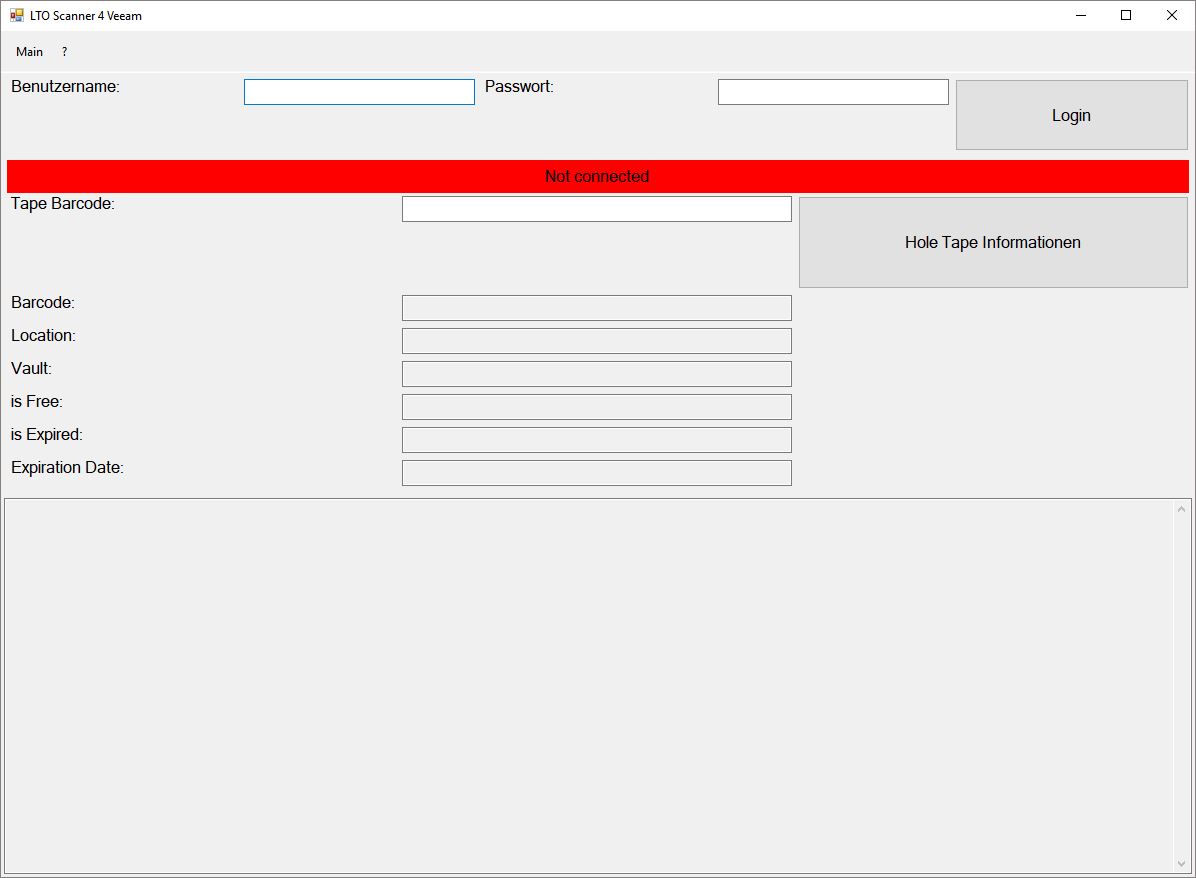 LTO Scanner 4 Veeam
Main ?
Benutzername: Passwort: Login
Not connected
Tape Barcode: Hole Tape Informationen
Barcode:
Location:
Vault:
is Free:
is Expired:
Expiration Date: